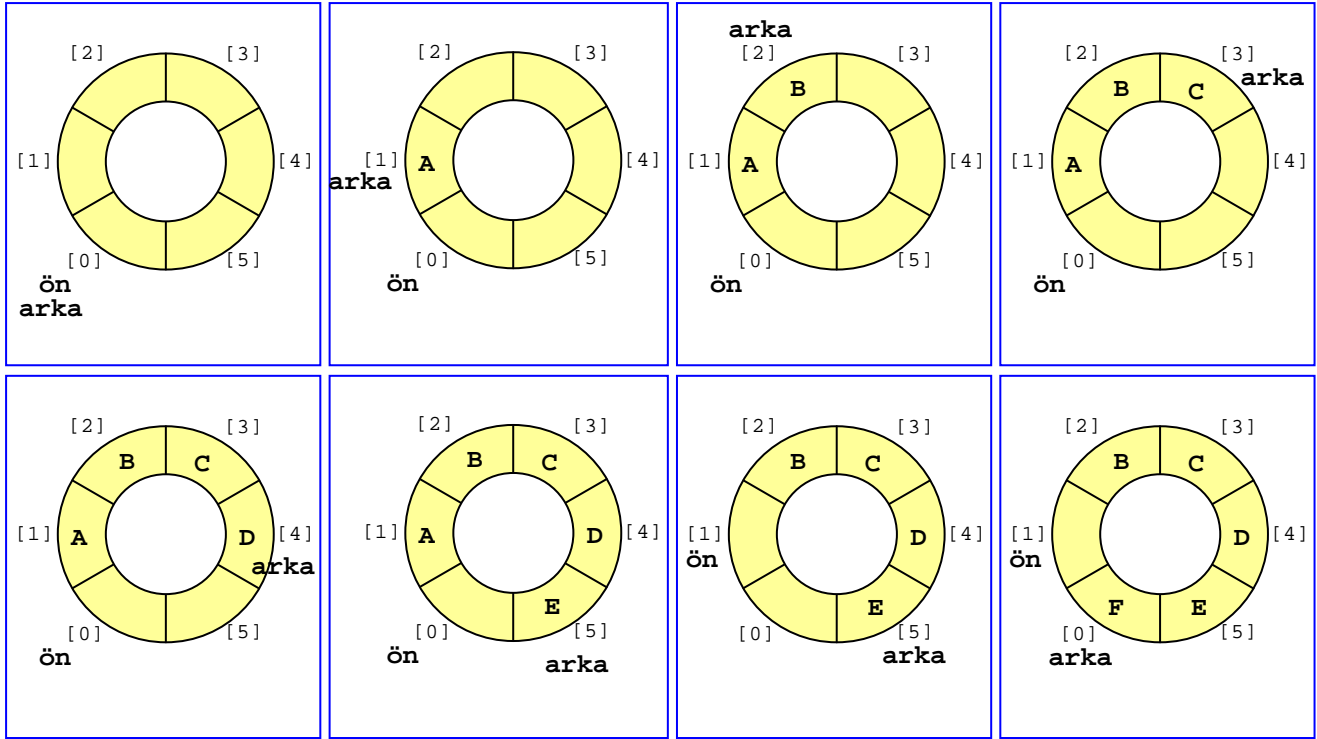 [2] [3]
[1] [4]
[0] [5]
ön
arka
[2] [3]
[1] A [4]
arka
[0] [5]
ön
arka
[2] [3]
B
[1] A [4]
[0] [5]
ön
[2] [3]
arka
B C
[1] A [4]
[0] [5]
ön
[2] [3]
B C
[1] A D [4]
arka
[0] [5]
ön
[2] [3]
B C
[1] A D [4]
E
[0] [5]
ön arka
[2] [3]
B C
[1] D [4]
ön
E
[0] [5]
arka
[2] [3]
B C
[1] D [4]
ön
F E
[0] [5]
arka